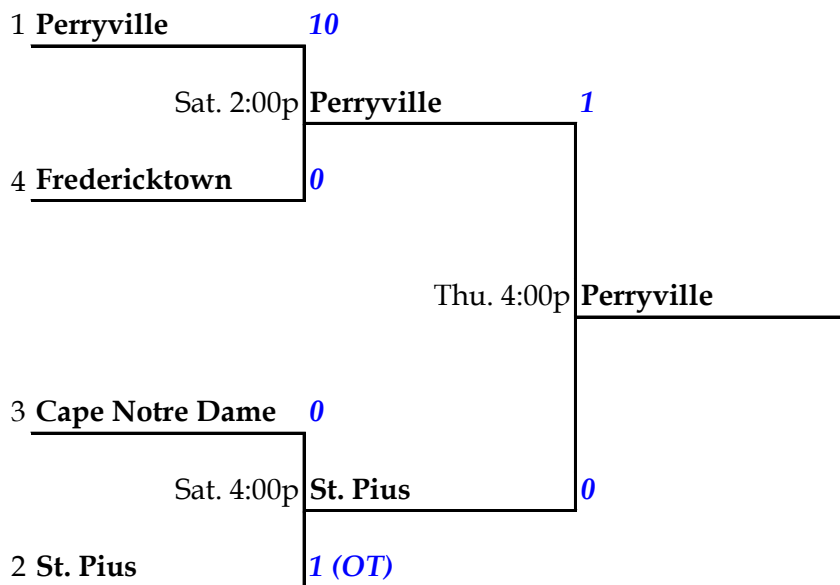 1 Perryville 10
Sat. 2:00p Perryville 1
4 Fredericktown 0
Thu. 4:00p Perryville
3 Cape Notre Dame 0
Sat. 4:00p St. Pius 0
2 St. Pius 1 (OT)